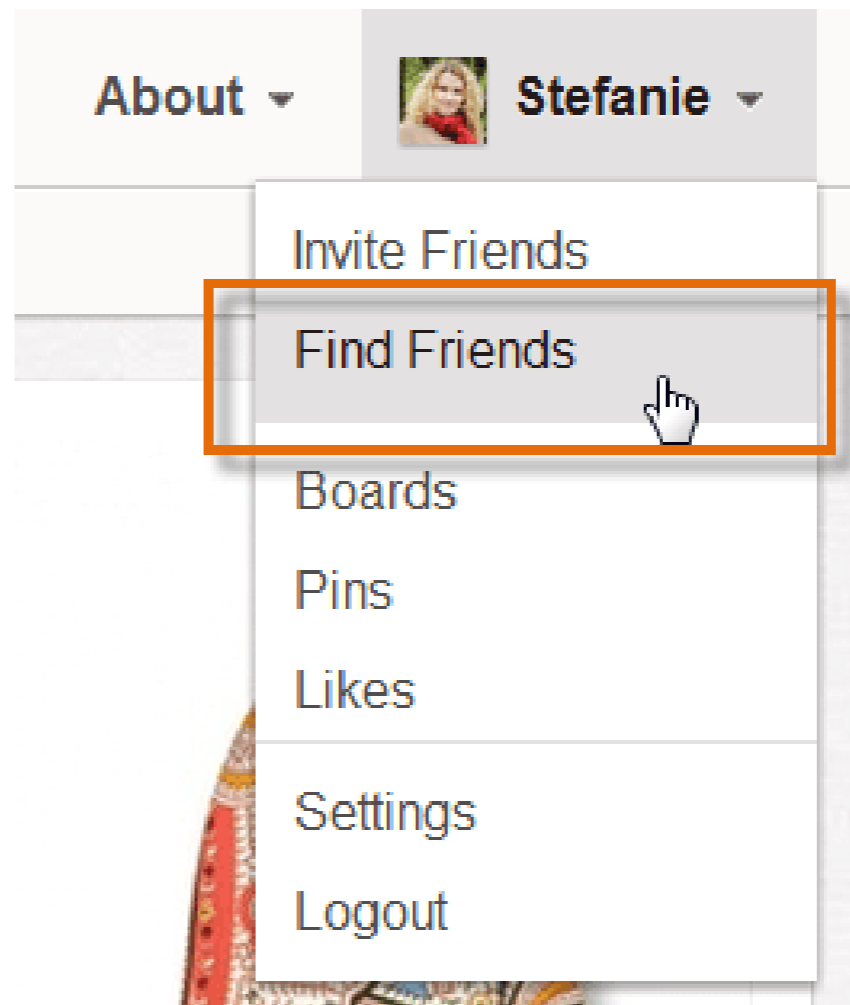 About Stefanie
Invite Friends
Find Friends
Boards
Pins
Likes
Settings
Logout